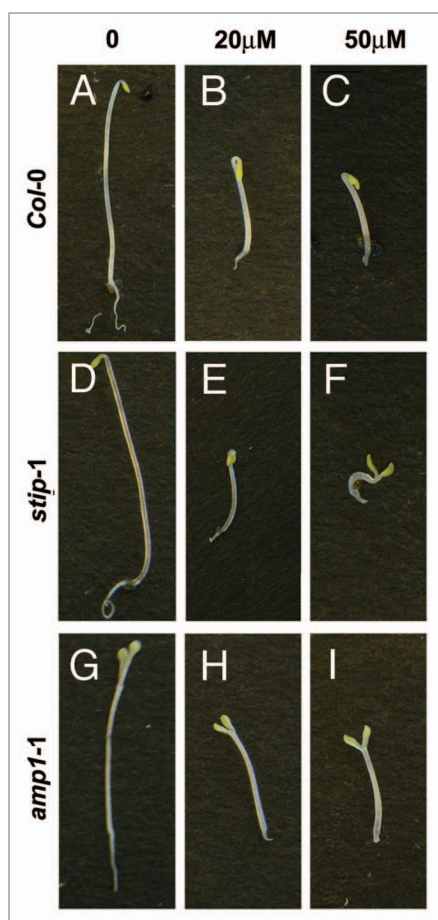 0 20μM 50μM
Col-0
A B C
stip-1
D E F
amp1-1
G H I